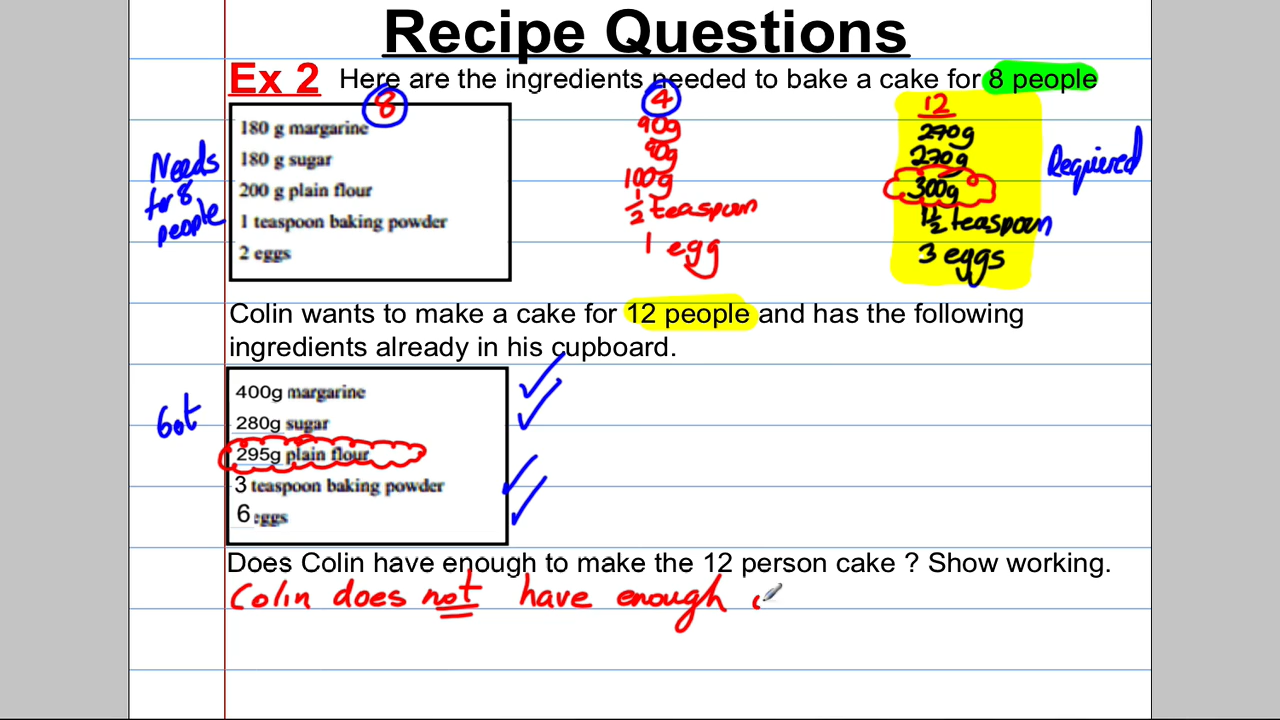 Recipe Questions
Ex 2 Here are the ingredients needed to bake a cake for 8 people
8 4 12
180 g margarine 90g 270g
180 g sugar 90g 270g
200 g plain flour 100g 300g
1 teaspoon baking powder 1/2 teaspoon 1 1/2 teaspoon
2 eggs 1 egg 3 eggs
Needs
for 8
people
Required
Colin wants to make a cake for 12 people and has the following
ingredients already in his cupboard.
Got
400g margarine
280g sugar
295g plain flour
3 teaspoon baking powder
6 eggs
Does Colin have enough to make the 12 person cake ? Show working.
Colin does not have enough